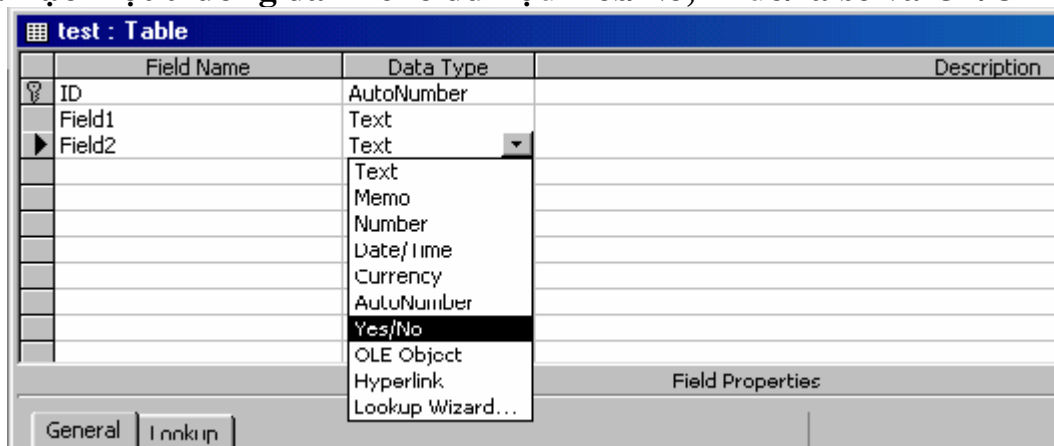 test : Table
Field Name Data Type Description
ID AutoNumber
Field1 Text
Field2 Text
Text
Memo
Number
Date/Time
Currency
AutoNumber
Yes/No
OLE Object
Hyperlink
Lookup Wizard...
Field Properties
General Lookup